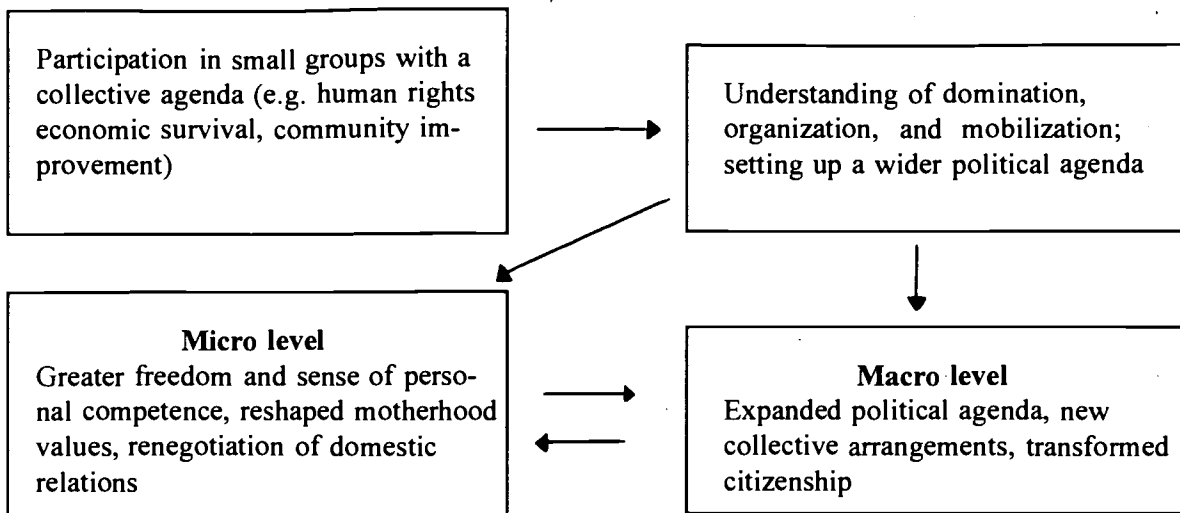 Participation in small groups with a
collective agenda (e.g. human rights
economic survival, community im-
provement)
Understanding of domination,
organization, and mobilization;
setting up a wider political agenda
Micro level
Greater freedom and sense of perso-
nal competence, reshaped motherhood
values, renegotiation of domestic
relations
Macro level
Expanded political agenda, new
collective arrangements, transformed
citizenship